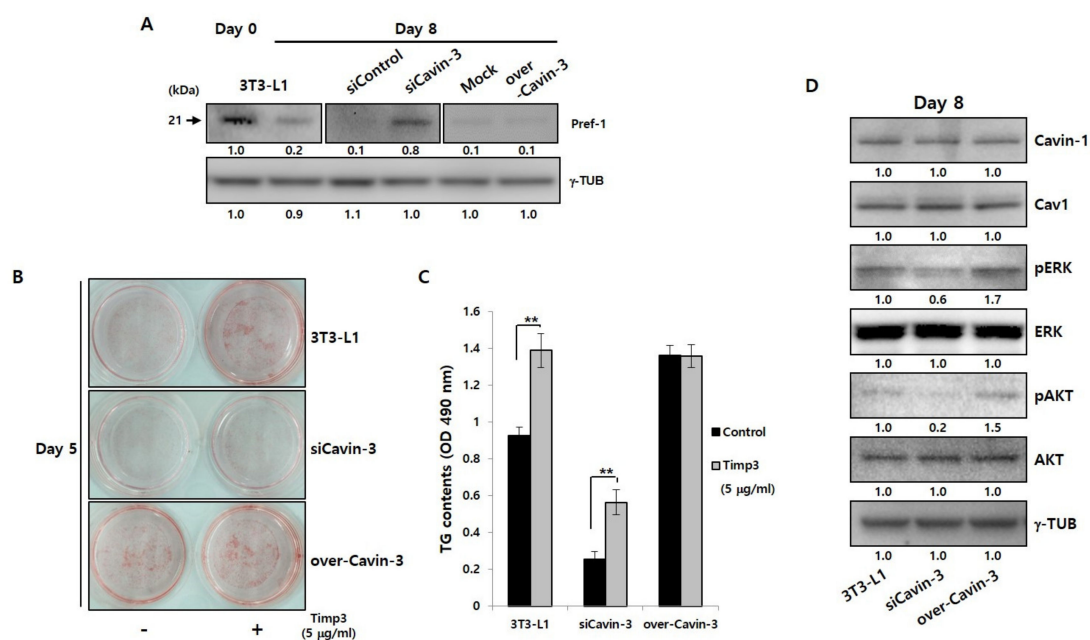 A
Day 0 Day 8
3T3-L1 siControl siCavin-3 Mock over-Cavin-3
(kDa)
21 Pref-1
1.0 0.2 0.1 0.8 0.1 0.1
γ-TUB
1.0 0.9 1.1 1.0 1.0 1.0
B
Day 5
3T3-L1
siCavin-3
over-Cavin-3
- + Timp3
(5 μg/ml)
C
TG contents (OD 490 nm)
1.6
1.4
1.2
1
0.8
0.6
0.4
0.2
0
**
**
Control
Timp3
(5 μg/ml)
3T3-L1 siCavin-3 over-Cavin-3
D
Day 8
Cavin-1
1.0 1.0 1.0
Cav1
1.0 1.0 1.0
pERK
1.0 0.6 1.7
ERK
1.0 1.0 1.0
pAKT
1.0 0.2 1.5
AKT
1.0 1.0 1.0
γ-TUB
1.0 1.0 1.0
3T3-L1 siCavin-3 over-Cavin-3